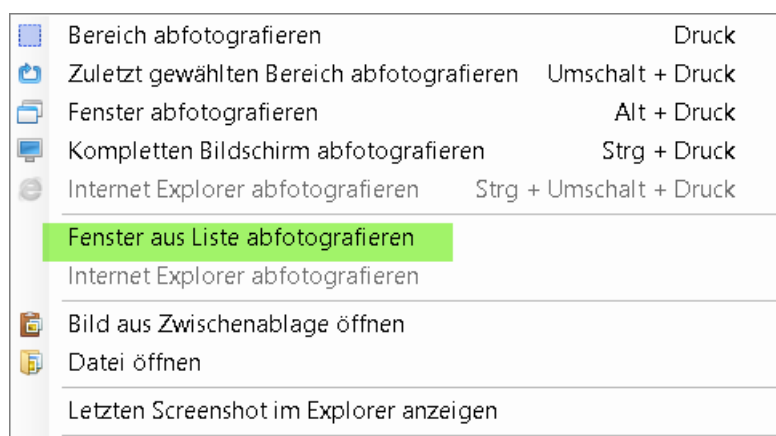 Bereich abfotografieren Druck
Zuletzt gewählten Bereich abfotografieren Umschalt + Druck
Fenster abfotografieren Alt + Druck
Kompletten Bildschirm abfotografieren Strg + Druck
Internet Explorer abfotografieren Strg + Umschalt + Druck
Fenster aus Liste abfotografieren
Internet Explorer abfotografieren
Bild aus Zwischenablage öffnen
Datei öffnen
Letzten Screenshot im Explorer anzeigen